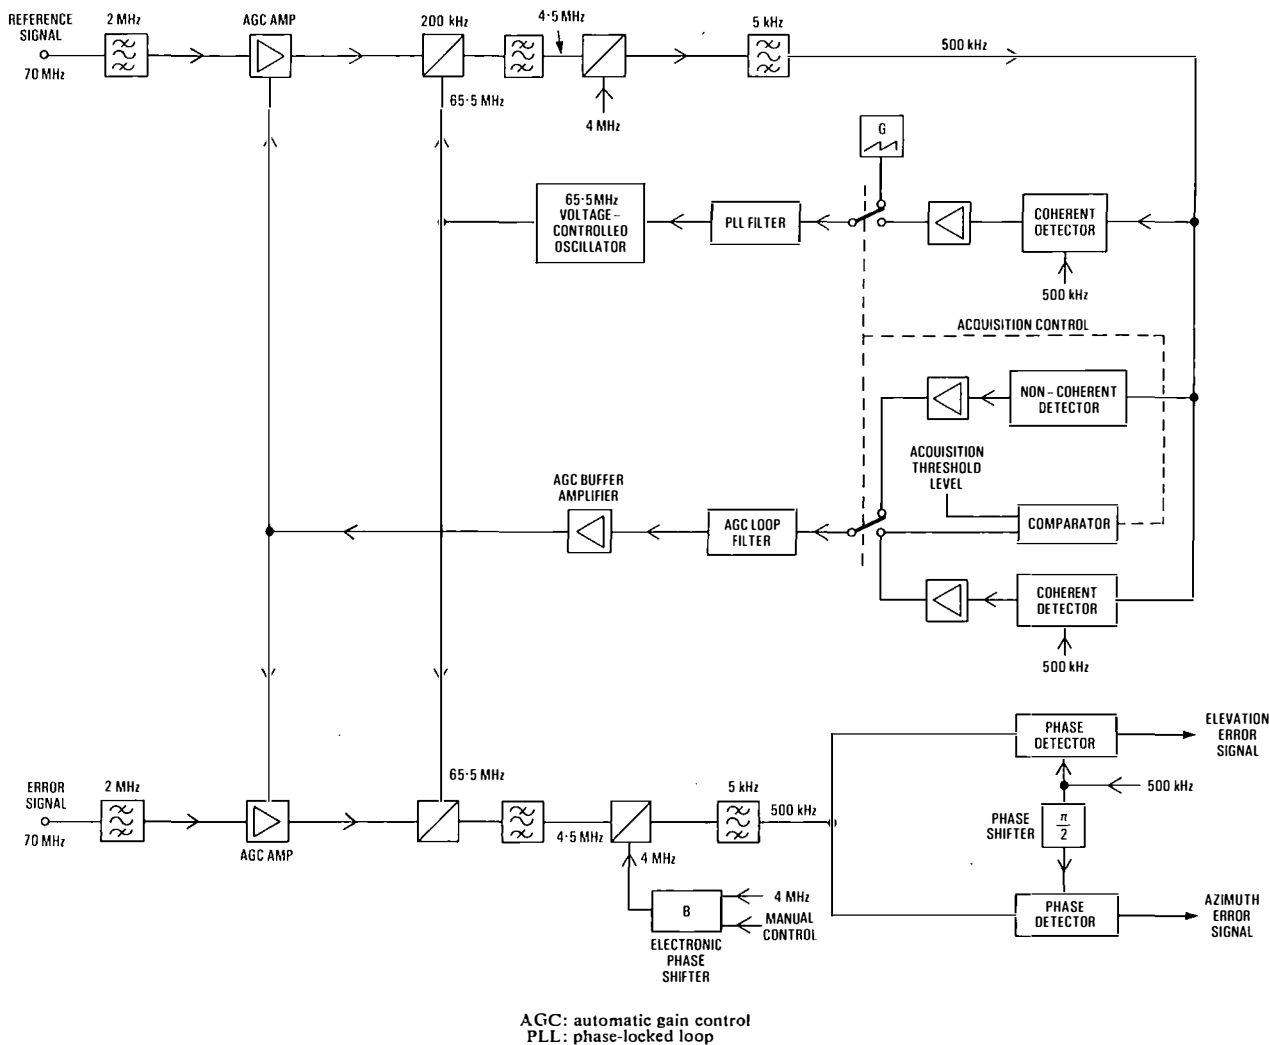 REFERENCE
SIGNAL
70 MHz
2 MHz
AGC AMP
200 kHz
65·5 MHz
4·5 MHz
4 MHz
5 kHz
500 kHz
G
65·5 MHz
VOLTAGE–
CONTROLLED
OSCILLATOR
PLL FILTER
COHERENT
DETECTOR
500 kHz
ACQUISITION CONTROL
NON–COHERENT
DETECTOR
ACQUISITION
THRESHOLD
LEVEL
AGC BUFFER
AMPLIFIER
AGC LOOP
FILTER
COMPARATOR
COHERENT
DETECTOR
500 kHz
ERROR
SIGNAL
70 MHz
2 MHz
AGC AMP
65·5 MHz
4·5 MHz
4 MHz
5 kHz
500 kHz
B
4 MHz
MANUAL
CONTROL
ELECTRONIC
PHASE
SHIFTER
PHASE
DETECTOR
ELEVATION
ERROR
SIGNAL
500 kHz
PHASE
SHIFTER
π
2
PHASE
DETECTOR
AZIMUTH
ERROR
SIGNAL
AGC: automatic gain control
PLL: phase-locked loop